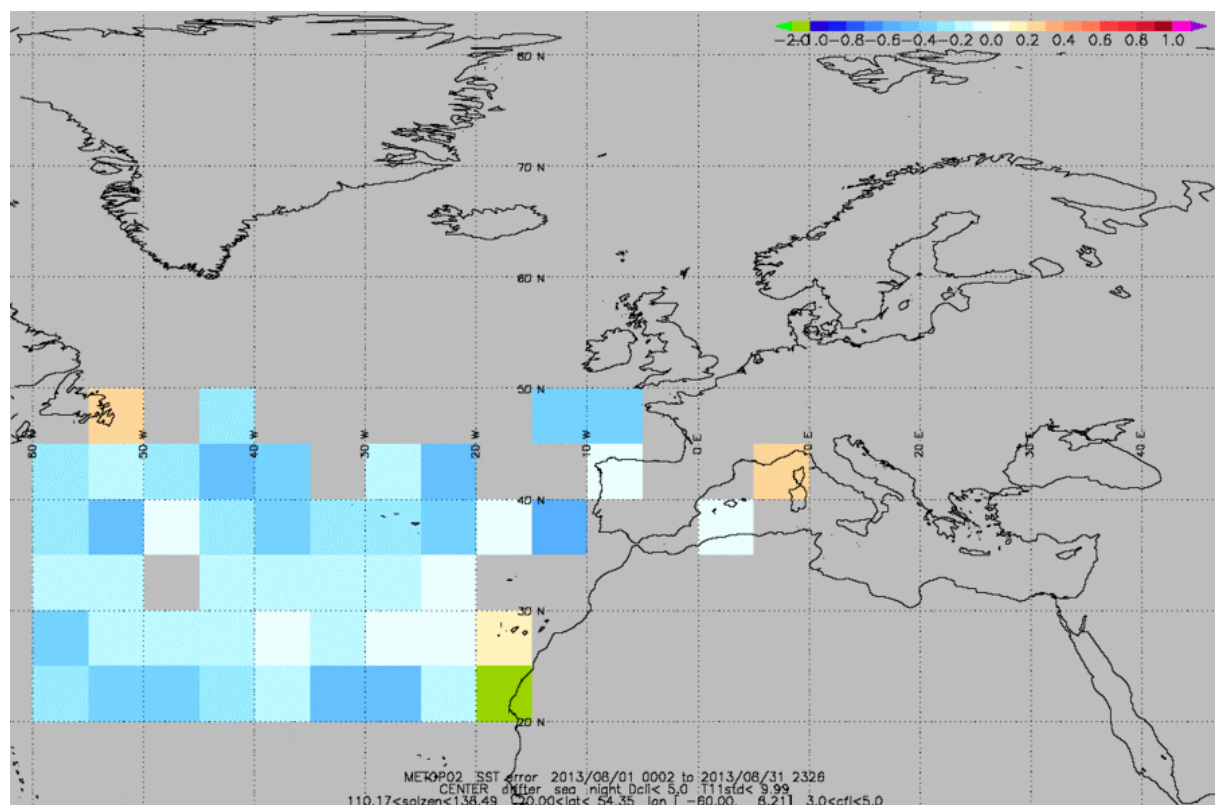 -2.0 -1.0 -0.8 -0.6 -0.4 -0.2 0.0 0.2 0.4 0.6 0.8 1.0
80 N
70 N
60 N
50 N
60 W 50 W 40 W 30 W 20 W 10 W 0 E 10 E 20 E 30 E 40 E
40 N
30 N
20 N
METOP02 SST error 2013/08/01 0002 to 2013/08/31 2326
CENTER drifter sea night Dcli< 5.0 T11std< 9.99
110.17<solzen<138.49 20.00<lat< 54.35 lon [ -60.00, 8.21] 3.0<cfl<5.0